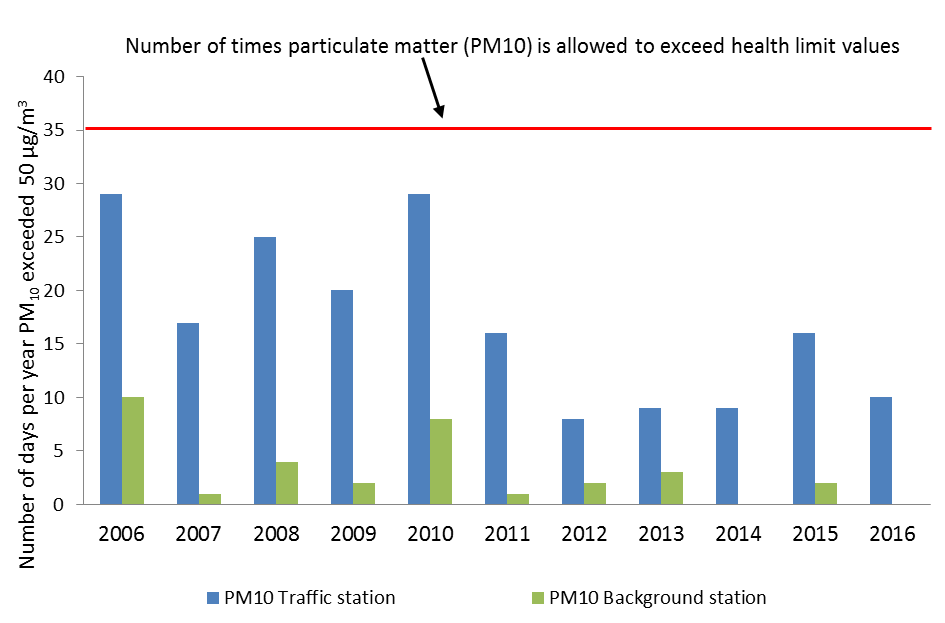 Number of times particulate matter (PM10) is allowed to exceed health limit values
Number of days per year PM₁₀ exceeded 50 µg/m³
40
35
30
25
20
15
10
5
0
2006 2007 2008 2009 2010 2011 2012 2013 2014 2015 2016
PM10 Traffic station PM10 Background station